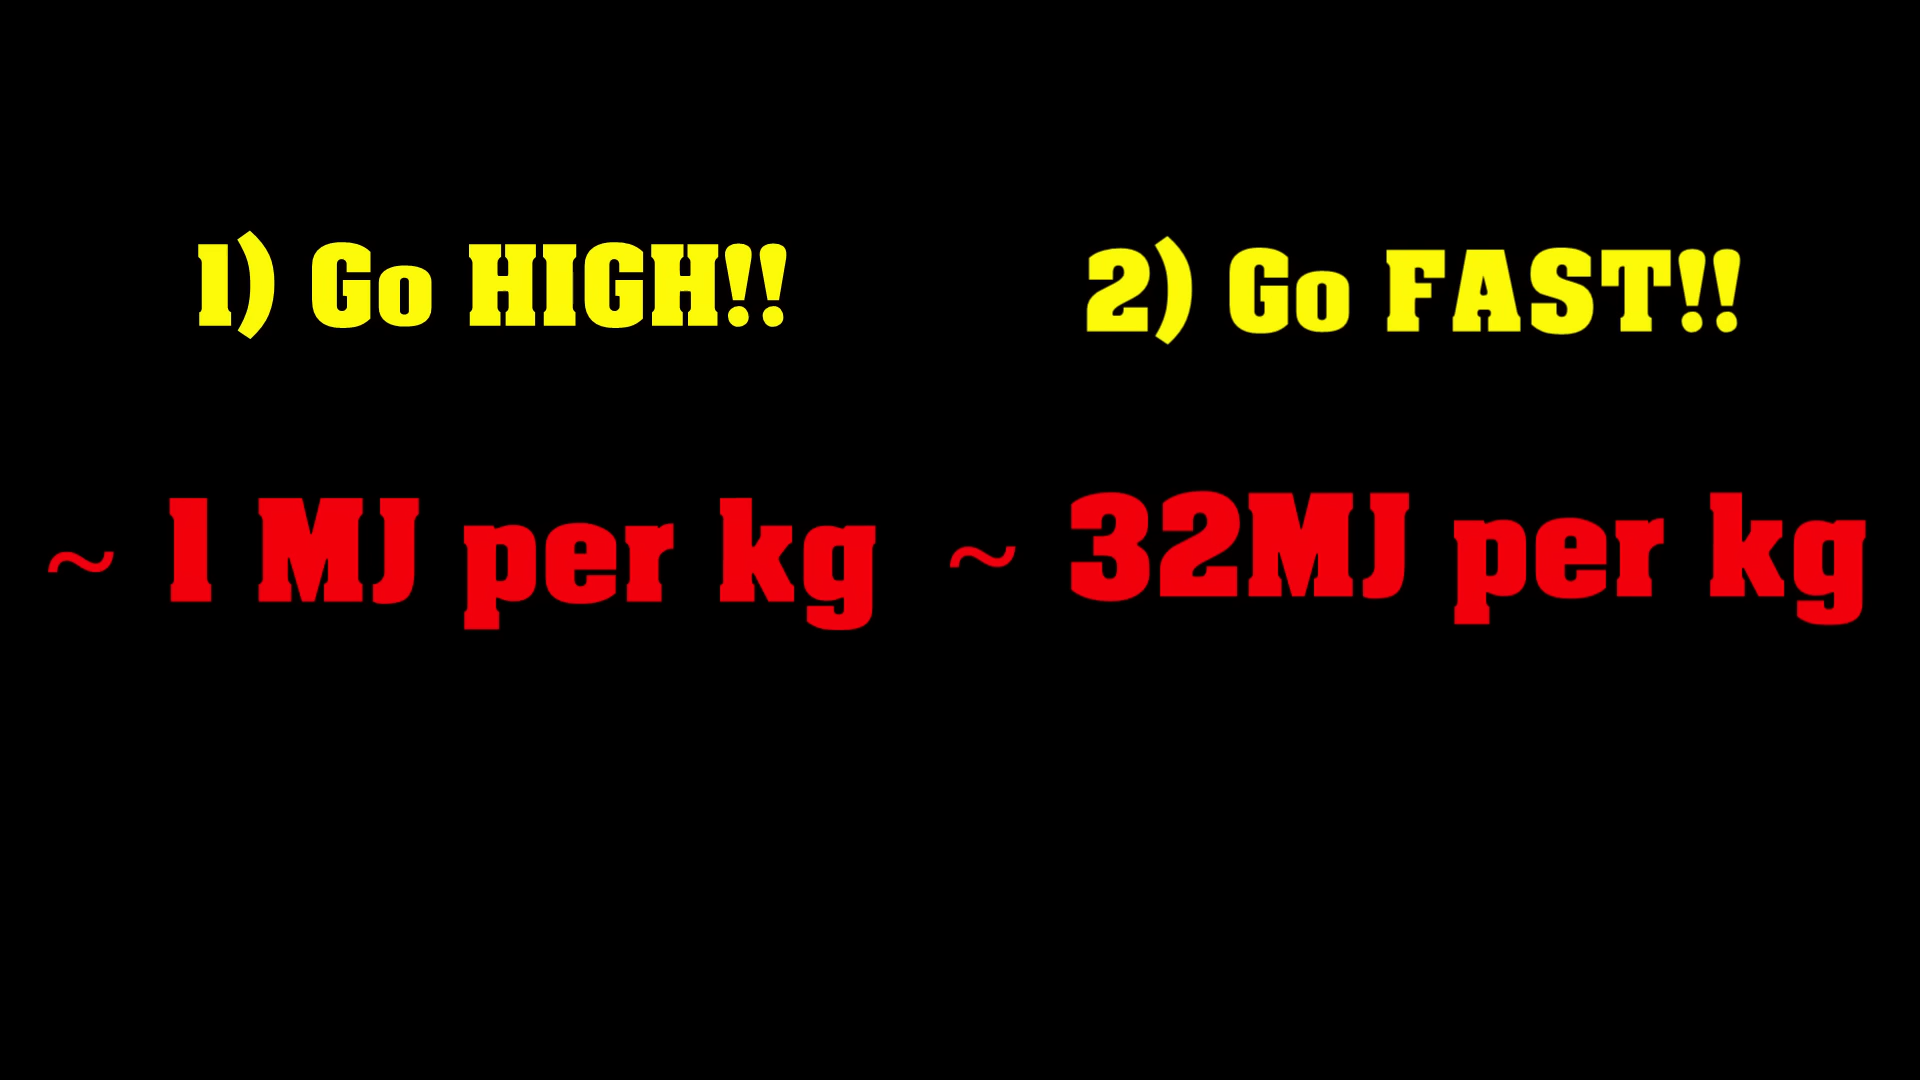 1) Go HIGH!!
2) Go FAST!!
~ 1 MJ per kg
~ 32MJ per kg